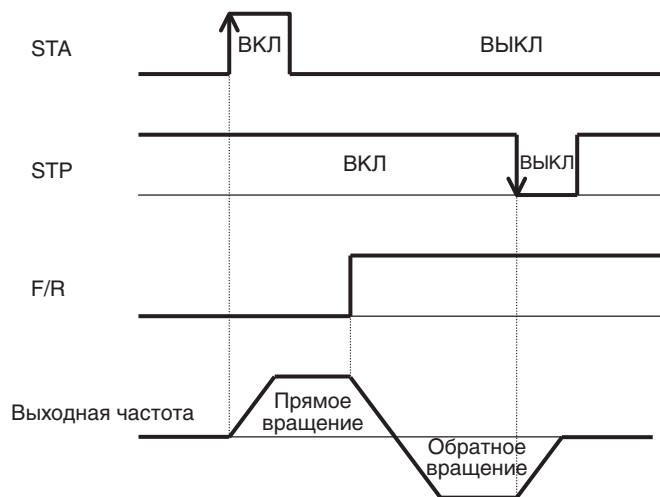 STA
ВКЛ
ВЫКЛ
STP
ВКЛ
ВЫКЛ
F/R
Выходная частота
Прямое
вращение
Обратное
вращение